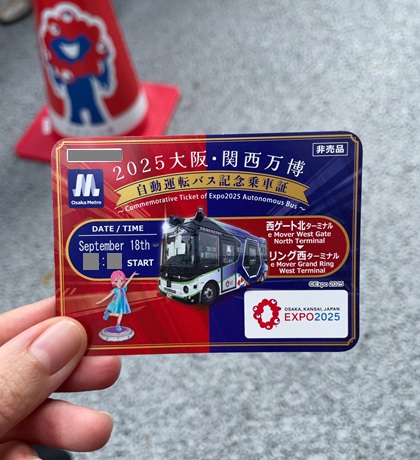 非売品
2025大阪・関西万博
自動運転バス記念乗車証
～ Commemorative Ticket of Expo2025 Autonomous Bus ～
Osaka Metro
DATE / TIME
September 18th
: START
西ゲート北ターミナル
e Mover West Gate
North Terminal
リング西ターミナル
e Mover Grand Ring
West Terminal
©Expo 2025
OSAKA, KANSAI, JAPAN
EXPO2025